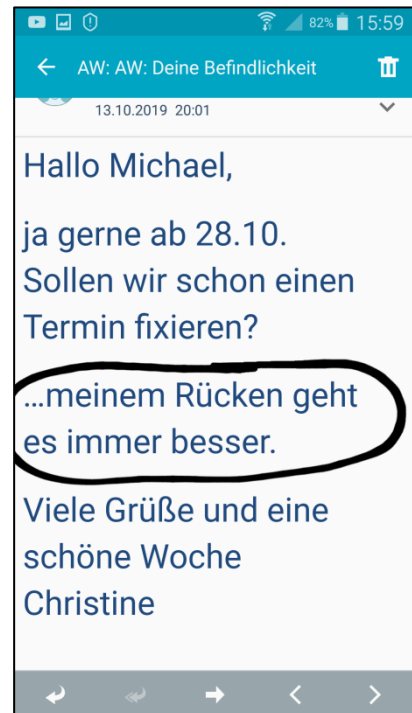 82% 15:59
AW: AW: Deine Befindlichkeit
13.10.2019 20:01
Hallo Michael,
ja gerne ab 28.10.
Sollen wir schon einen
Termin fixieren?
...meinem Rücken geht
es immer besser.
Viele Grüße und eine
schöne Woche
Christine